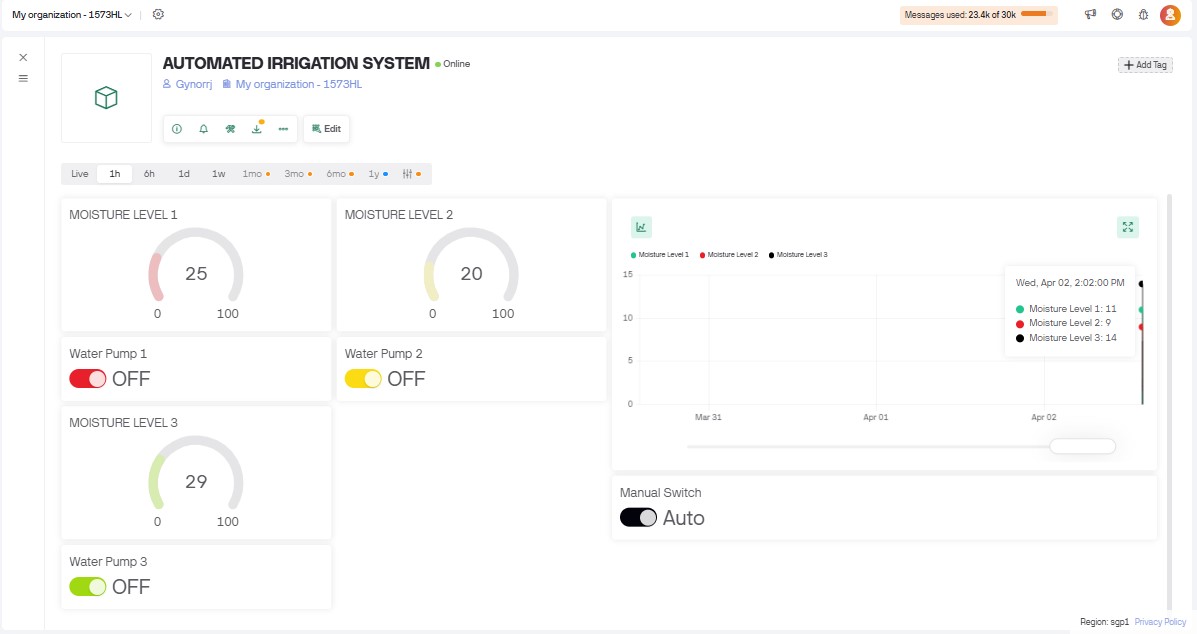 My organization - 1573HL
Messages used: 23.4k of 30k
AUTOMATED IRRIGATION SYSTEM
Online
Add Tag
Gynorrj
My organization - 1573HL
Edit
Live 1h 6h 1d 1w 1mo 3mo 6mo 1y
MOISTURE LEVEL 1
25
0 100
MOISTURE LEVEL 2
20
0 100
Water Pump 1
OFF
Water Pump 2
OFF
MOISTURE LEVEL 3
29
0 100
Water Pump 3
OFF
Moisture Level 1 Moisture Level 2 Moisture Level 3
15
10
5
0
Mar 31 Apr 01 Apr 02
Wed, Apr 02, 2:02:00 PM
Moisture Level 1: 11
Moisture Level 2: 9
Moisture Level 3: 14
Manual Switch
Auto
Region: sgp1 Privacy Policy